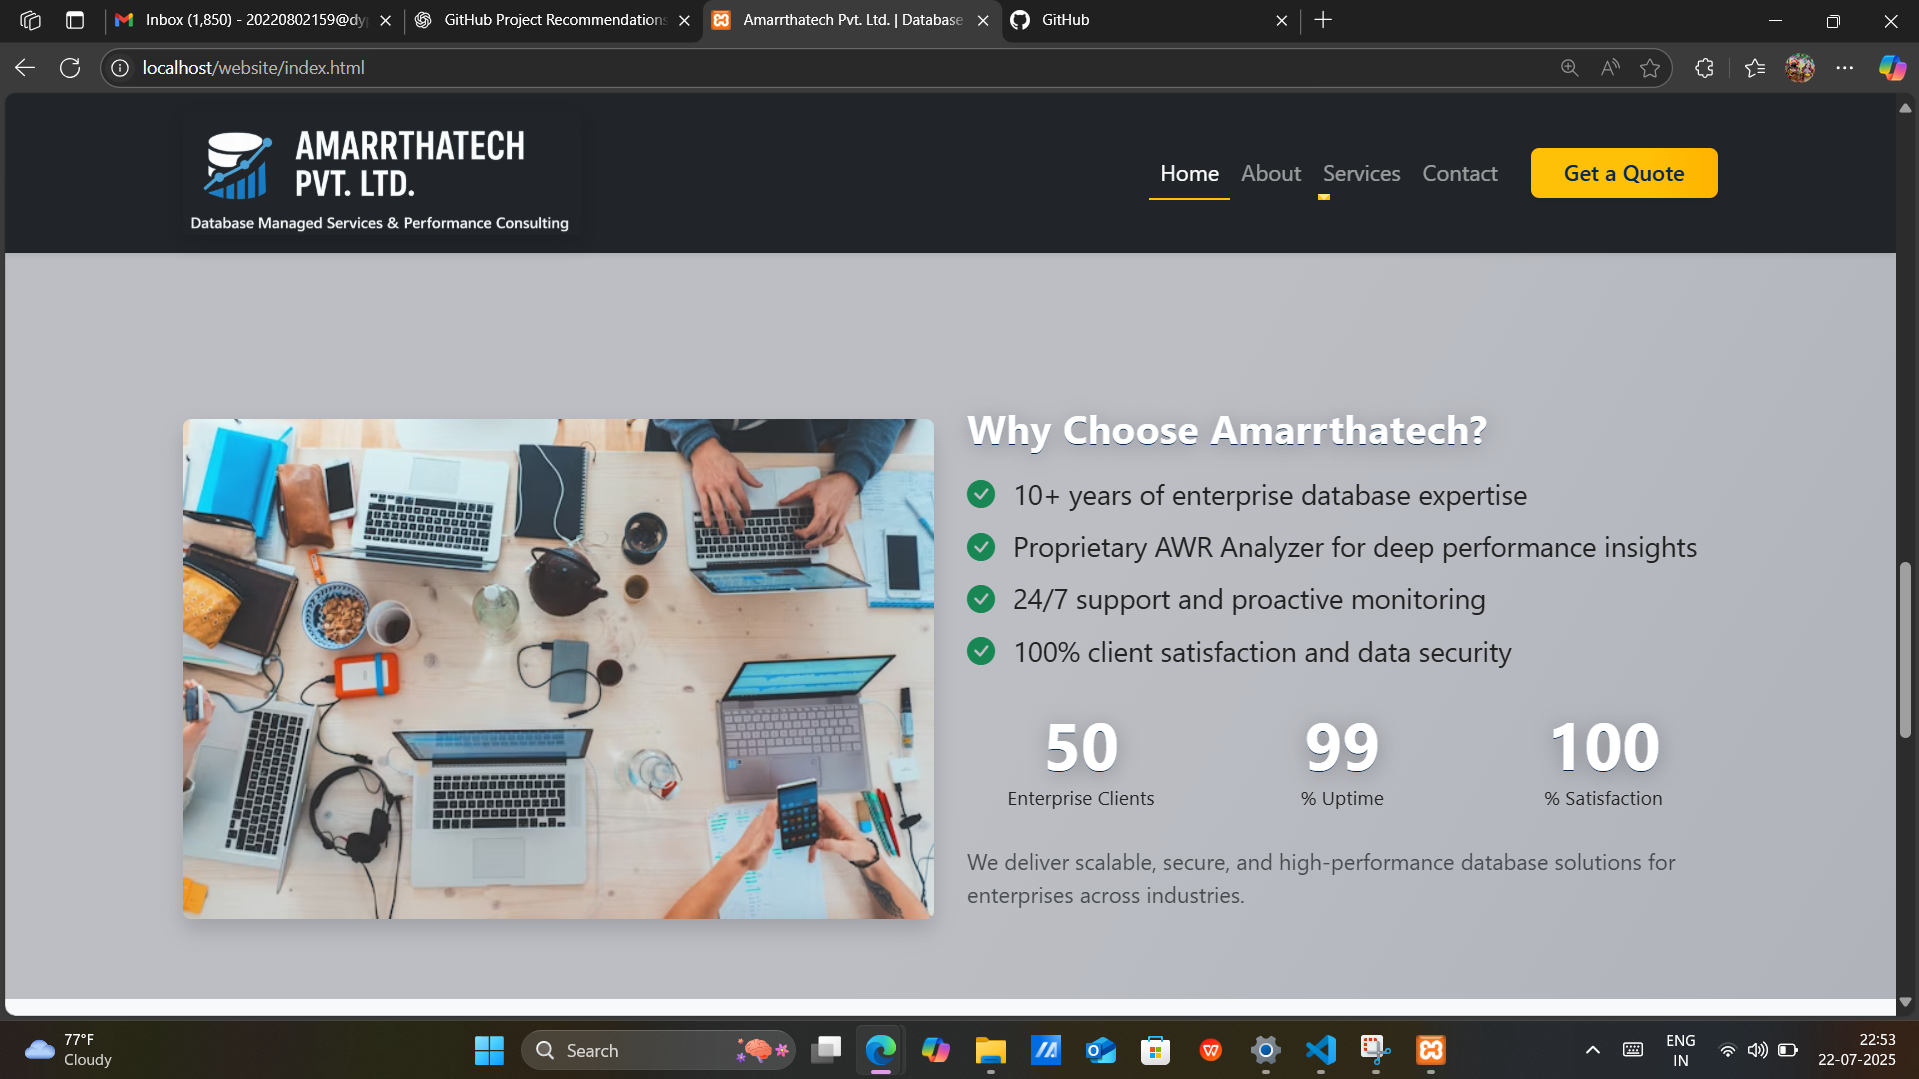 Inbox (1,850) - 20220802159@dyp
GitHub Project Recommendations
Amarrthatech Pvt. Ltd. | Database
GitHub
localhost/website/index.html
AMARRTHATECH
PVT. LTD.
Database Managed Services & Performance Consulting
Home
About
Services
Contact
Get a Quote
Why Choose Amarrthatech?
10+ years of enterprise database expertise
Proprietary AWR Analyzer for deep performance insights
24/7 support and proactive monitoring
100% client satisfaction and data security
50
99
100
Enterprise Clients
% Uptime
% Satisfaction
We deliver scalable, secure, and high-performance database solutions for
enterprises across industries.
77°F
Cloudy
Search
ENG
IN
22:53
22-07-2025